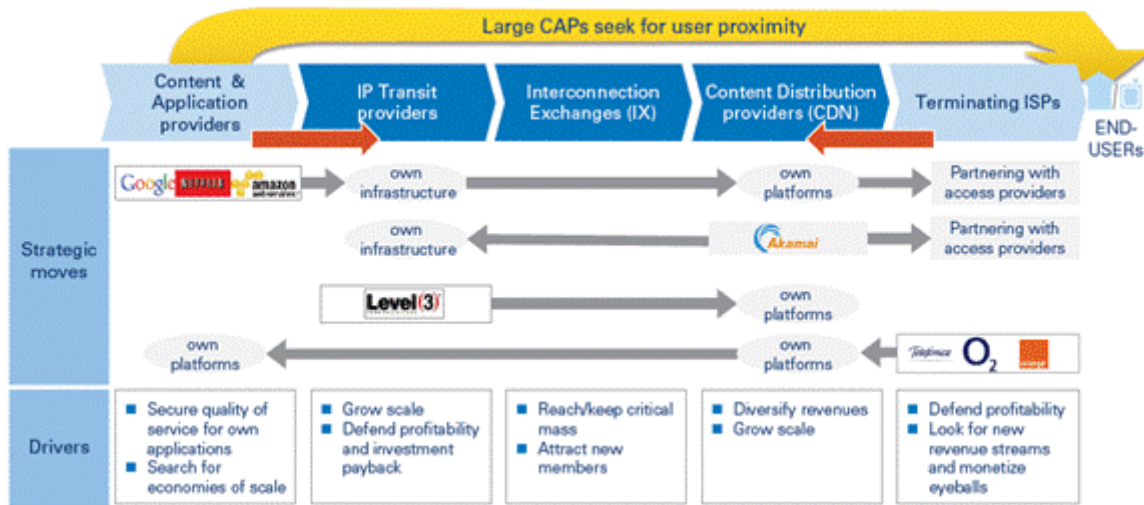 Large CAPs seek for user proximity
Content &
Application
providers
IP Transit
providers
Interconnection
Exchanges (IX)
Content Distribution
providers (CDN)
Terminating ISPs
END-
USERs
Strategic
moves
Google NETFLIX amazon
webservices
own
infrastructure
own
platforms
Partnering with
access providers
own
infrastructure
Akamai
Partnering with
access providers
Level(3)
own
platforms
own
platforms
own
platforms
Telefónica O2 orange
Drivers
Secure quality of
service for own
applications
Search for
economies of scale
Grow scale
Defend profitability
and investment
payback
Reach/keep critical
mass
Attract new
members
Diversify revenues
Grow scale
Defend profitability
Look for new
revenue streams
and monetize
eyeballs